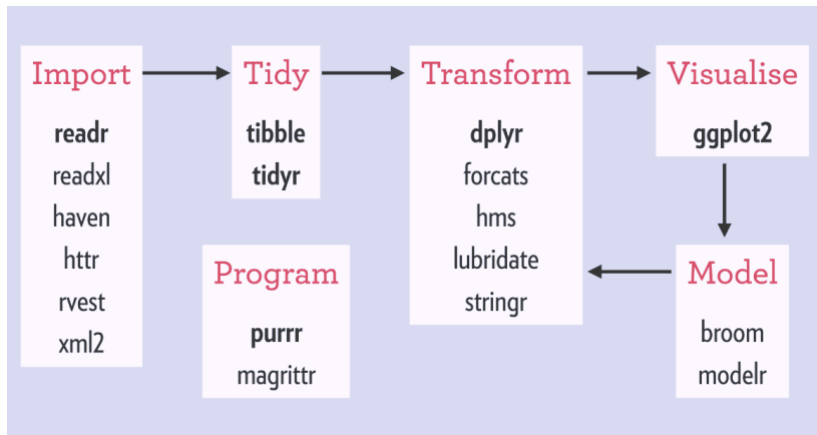 Import
readr
readxl
haven
httr
rvest
xml2
Tidy
tibble
tidyr
Program
purrr
magrittr
Transform
dplyr
forcats
hms
lubridate
stringr
Visualise
ggplot2
Model
broom
modelr